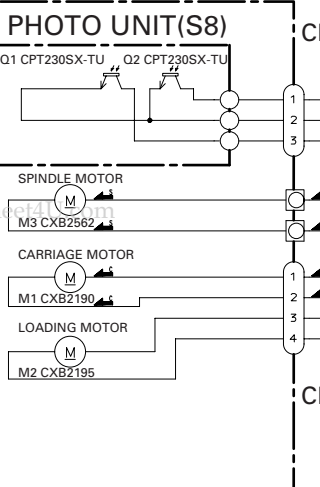 PHOTO UNIT(S8)
Q1 CPT230SX-TU Q2 CPT230SX-TU
1
2
3
SPINDLE MOTOR
M
S
M3 CXB2562
S
CARRIAGE MOTOR
M
C
1
M1 CXB2190
C
2
LOADING MOTOR
3
M
4
M2 CXB2195